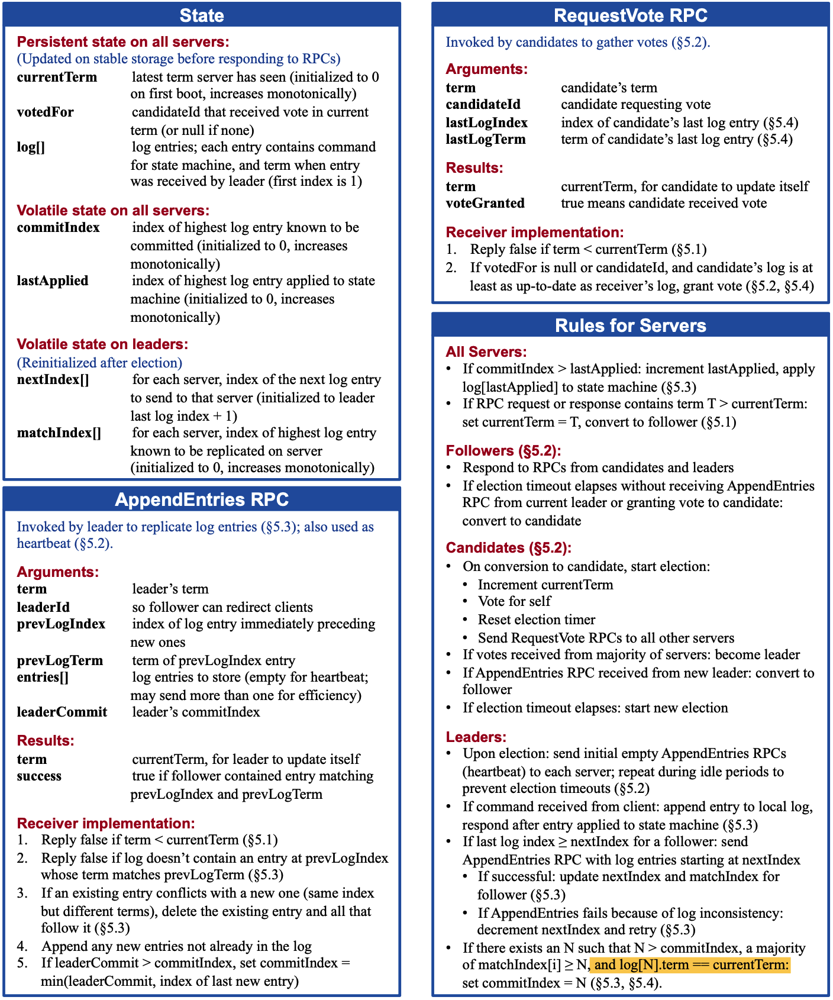 State
Persistent state on all servers:
(Updated on stable storage before responding to RPCs)
currentTerm latest term server has seen (initialized to 0
on first boot, increases monotonically)
votedFor candidateId that received vote in current
term (or null if none)
log[] log entries; each entry contains command
for state machine, and term when entry
was received by leader (first index is 1)
Volatile state on all servers:
commitIndex index of highest log entry known to be
committed (initialized to 0, increases
monotonically)
lastApplied index of highest log entry applied to state
machine (initialized to 0, increases
monotonically)
Volatile state on leaders:
(Reinitialized after election)
nextIndex[] for each server, index of the next log entry
to send to that server (initialized to leader
last log index + 1)
matchIndex[] for each server, index of highest log entry
known to be replicated on server
(initialized to 0, increases monotonically)
AppendEntries RPC
Invoked by leader to replicate log entries (§5.3); also used as
heartbeat (§5.2).
Arguments:
term leader’s term
leaderId so follower can redirect clients
prevLogIndex index of log entry immediately preceding
new ones
prevLogTerm term of prevLogIndex entry
entries[] log entries to store (empty for heartbeat;
may send more than one for efficiency)
leaderCommit leader’s commitIndex
Results:
term currentTerm, for leader to update itself
success true if follower contained entry matching
prevLogIndex and prevLogTerm
Receiver implementation:
1. Reply false if term < currentTerm (§5.1)
2. Reply false if log doesn’t contain an entry at prevLogIndex
whose term matches prevLogTerm (§5.3)
3. If an existing entry conflicts with a new one (same index
but different terms), delete the existing entry and all that
follow it (§5.3)
4. Append any new entries not already in the log
5. If leaderCommit > commitIndex, set commitIndex =
min(leaderCommit, index of last new entry)
RequestVote RPC
Invoked by candidates to gather votes (§5.2).
Arguments:
term candidate’s term
candidateId candidate requesting vote
lastLogIndex index of candidate’s last log entry (§5.4)
lastLogTerm term of candidate’s last log entry (§5.4)
Results:
term currentTerm, for candidate to update itself
voteGranted true means candidate received vote
Receiver implementation:
1. Reply false if term < currentTerm (§5.1)
2. If votedFor is null or candidateId, and candidate’s log is at
least as up-to-date as receiver’s log, grant vote (§5.2, §5.4)
Rules for Servers
All Servers:
• If commitIndex > lastApplied: increment lastApplied, apply
log[lastApplied] to state machine (§5.3)
• If RPC request or response contains term T > currentTerm:
set currentTerm = T, convert to follower (§5.1)
Followers (§5.2):
• Respond to RPCs from candidates and leaders
• If election timeout elapses without receiving AppendEntries
RPC from current leader or granting vote to candidate:
convert to candidate
Candidates (§5.2):
• On conversion to candidate, start election:
• Increment currentTerm
• Vote for self
• Reset election timer
• Send RequestVote RPCs to all other servers
• If votes received from majority of servers: become leader
• If AppendEntries RPC received from new leader: convert to
follower
• If election timeout elapses: start new election
Leaders:
• Upon election: send initial empty AppendEntries RPCs
(heartbeat) to each server; repeat during idle periods to
prevent election timeouts (§5.2)
• If command received from client: append entry to local log,
respond after entry applied to state machine (§5.3)
• If last log index ≥ nextIndex for a follower: send
AppendEntries RPC with log entries starting at nextIndex
• If successful: update nextIndex and matchIndex for
follower (§5.3)
• If AppendEntries fails because of log inconsistency:
decrement nextIndex and retry (§5.3)
• If there exists an N such that N > commitIndex, a majority
of matchIndex[i] ≥ N, and log[N].term == currentTerm:
set commitIndex = N (§5.3, §5.4).